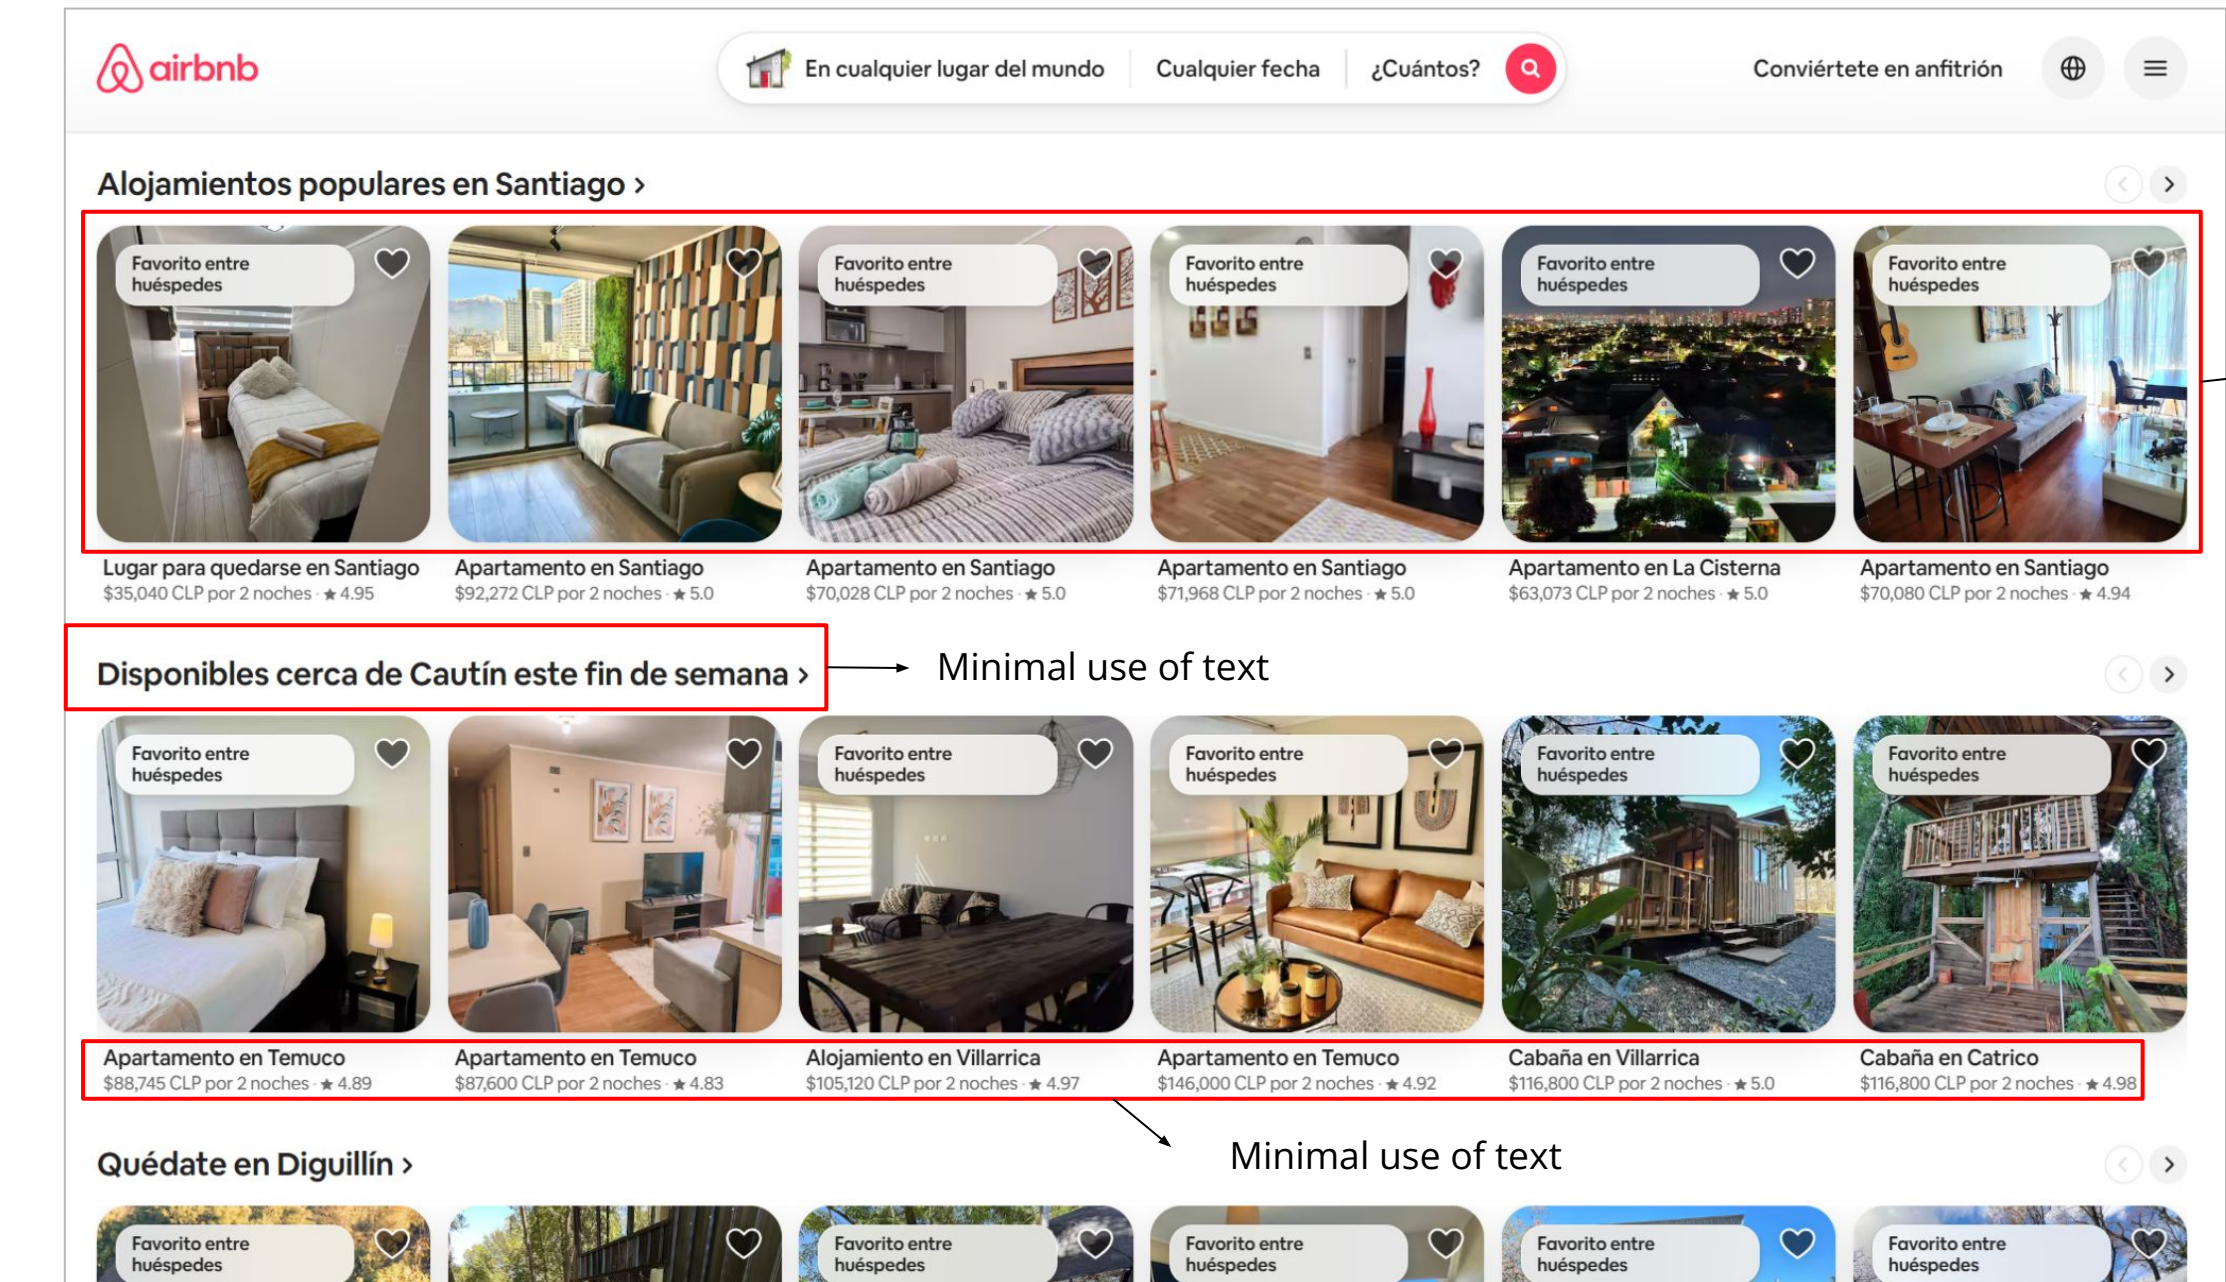 airbnb
En cualquier lugar del mundo
Cualquier fecha
¿Cuántos?
Conviértete en anfitrión
Alojamientos populares en Santiago >
Favorito entre
huéspedes
Favorito entre
huéspedes
Favorito entre
huéspedes
Favorito entre
huéspedes
Favorito entre
huéspedes
Lugar para quedarse en Santiago
$35,040 CLP por 2 noches · ★ 4.95
Apartamento en Santiago
$92,272 CLP por 2 noches · ★ 5.0
Apartamento en Santiago
$70,028 CLP por 2 noches · ★ 5.0
Apartamento en Santiago
$71,968 CLP por 2 noches · ★ 5.0
Apartamento en La Cisterna
$63,073 CLP por 2 noches · ★ 5.0
Apartamento en Santiago
$70,080 CLP por 2 noches · ★ 4.94
Disponibles cerca de Cautín este fin de semana >
Minimal use of text
Favorito entre
huéspedes
Favorito entre
huéspedes
Favorito entre
huéspedes
Favorito entre
huéspedes
Favorito entre
huéspedes
Apartamento en Temuco
$88,745 CLP por 2 noches · ★ 4.89
Apartamento en Temuco
$87,600 CLP por 2 noches · ★ 4.83
Alojamiento en Villarrica
$105,120 CLP por 2 noches · ★ 4.97
Apartamento en Temuco
$146,000 CLP por 2 noches · ★ 4.92
Cabaña en Villarrica
$116,800 CLP por 2 noches · ★ 5.0
Cabaña en Catrico
$116,800 CLP por 2 noches · ★ 4.98
Minimal use of text
Quédate en Diguillín >
Favorito entre
huéspedes
Favorito entre
huéspedes
Favorito entre
huéspedes
Favorito entre
huéspedes
Favorito entre
huéspedes